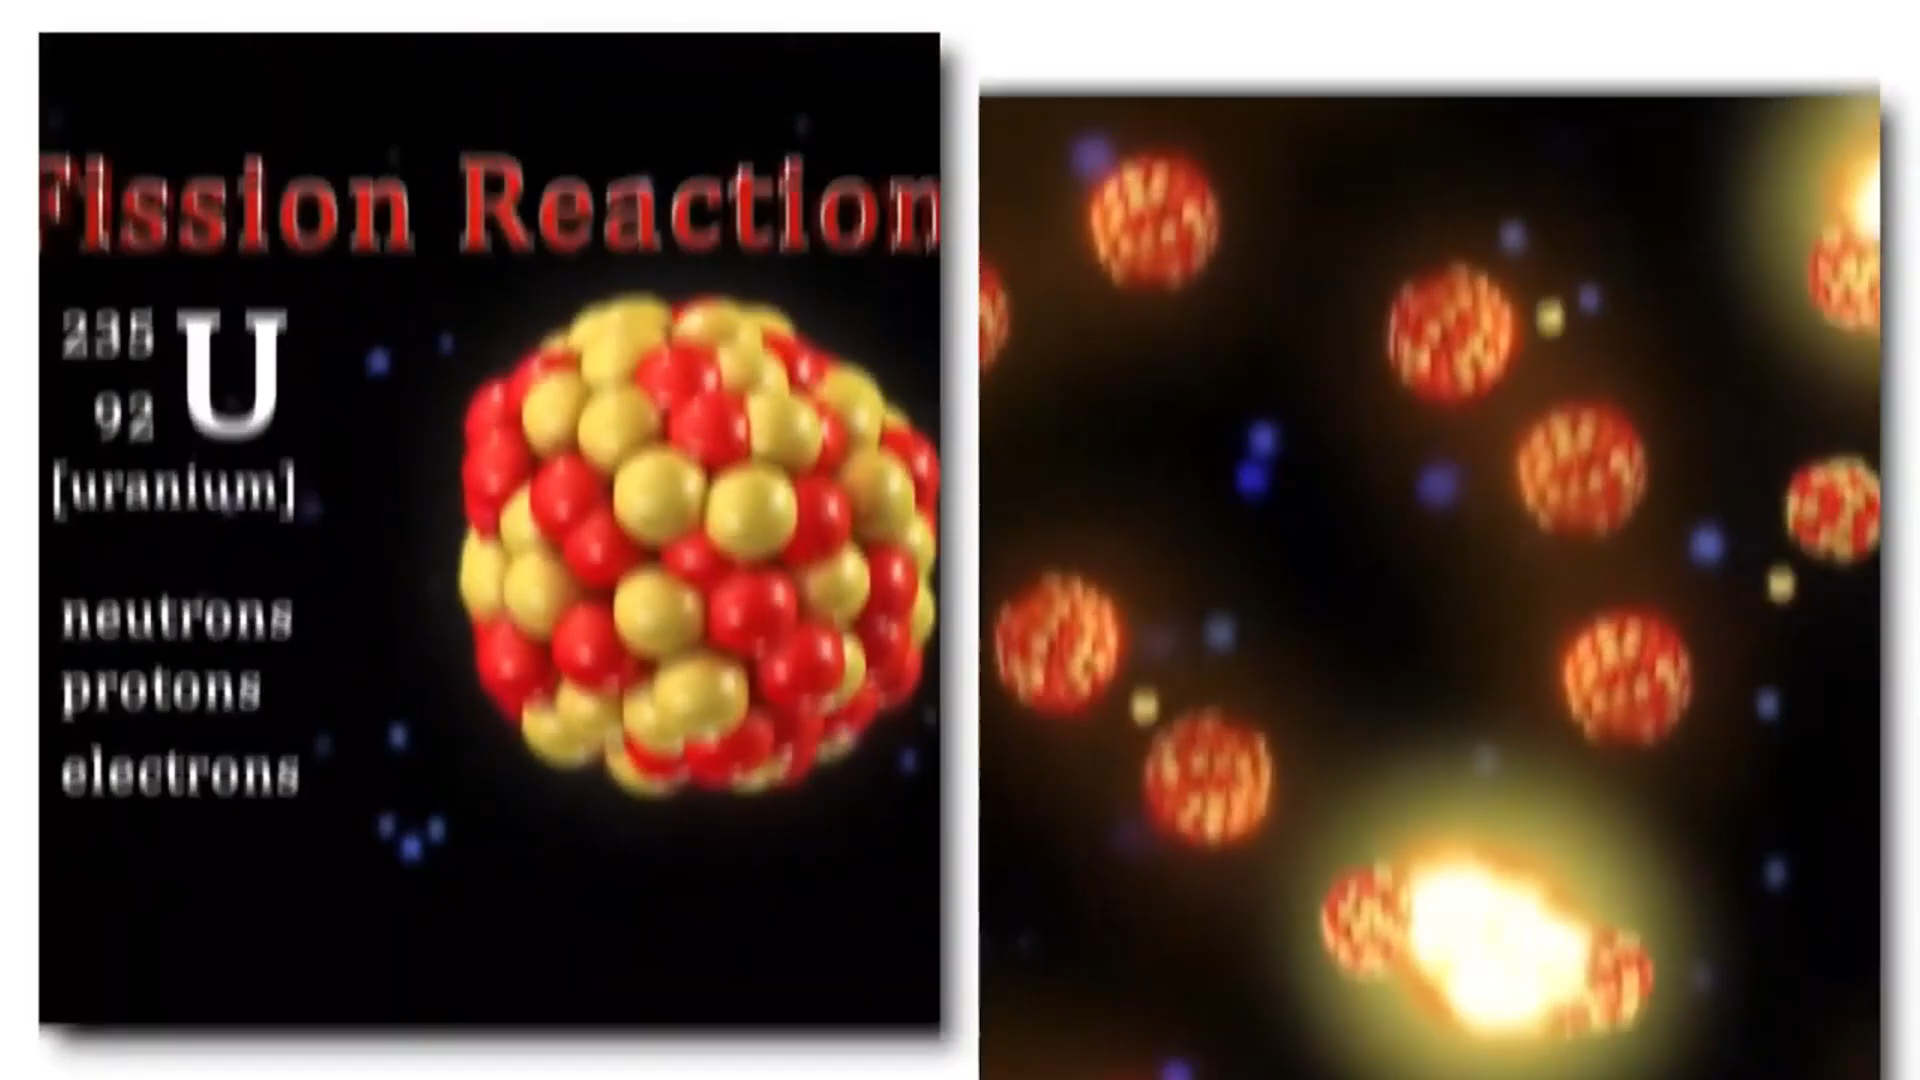 Fission Reaction
235
U
92
[uranium]
neutrons
protons
electrons